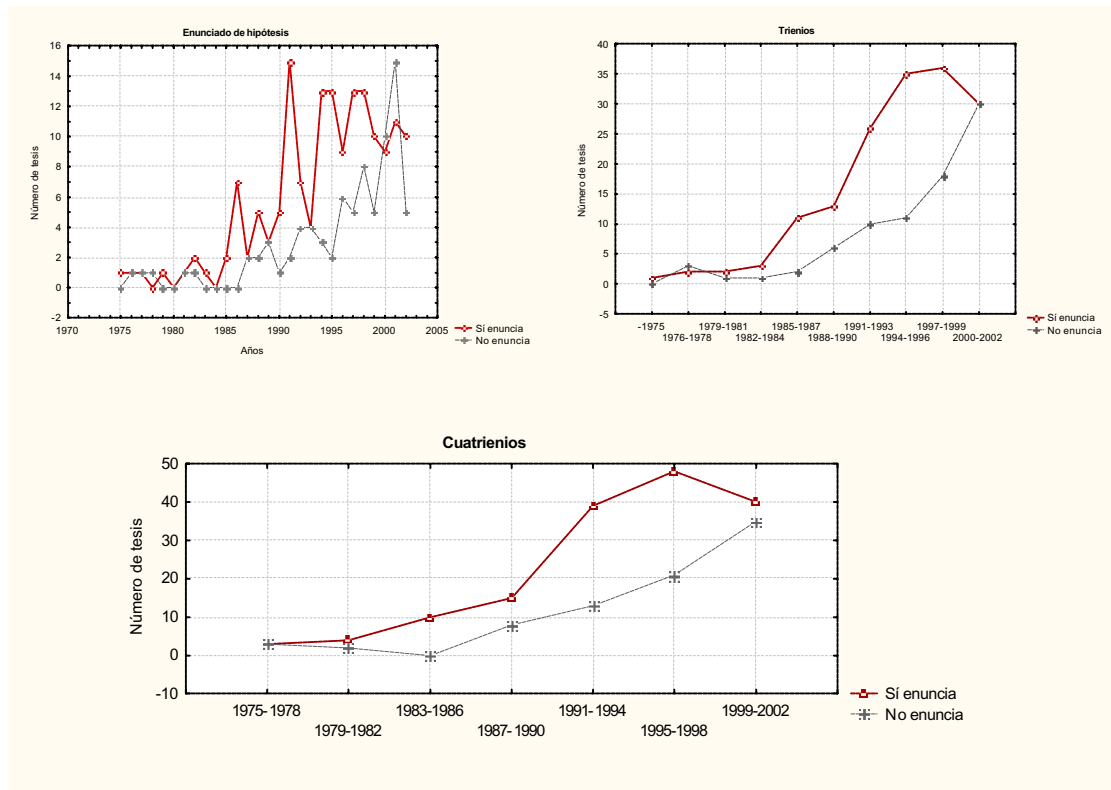 Enunciado de hipótesis
16
14
12
10
8
6
4
2
0
-2
Número de tesis
1970 1975 1980 1985 1990 1995 2000 2005
Años
Sí enuncia
No enuncia
Trienios
40
35
30
25
20
15
10
5
0
-5
Número de tesis
-1975 1979-1981 1985-1987 1991-1993 1997-1999
1976-1978 1982-1984 1988-1990 1994-1996 2000-2002
Sí enuncia
No enuncia
Cuatrienios
50
40
30
20
10
0
-10
Número de tesis
1975-1978 1983-1986 1991-1994 1999-2002
1979-1982 1987-1990 1995-1998
Sí enuncia
No enuncia